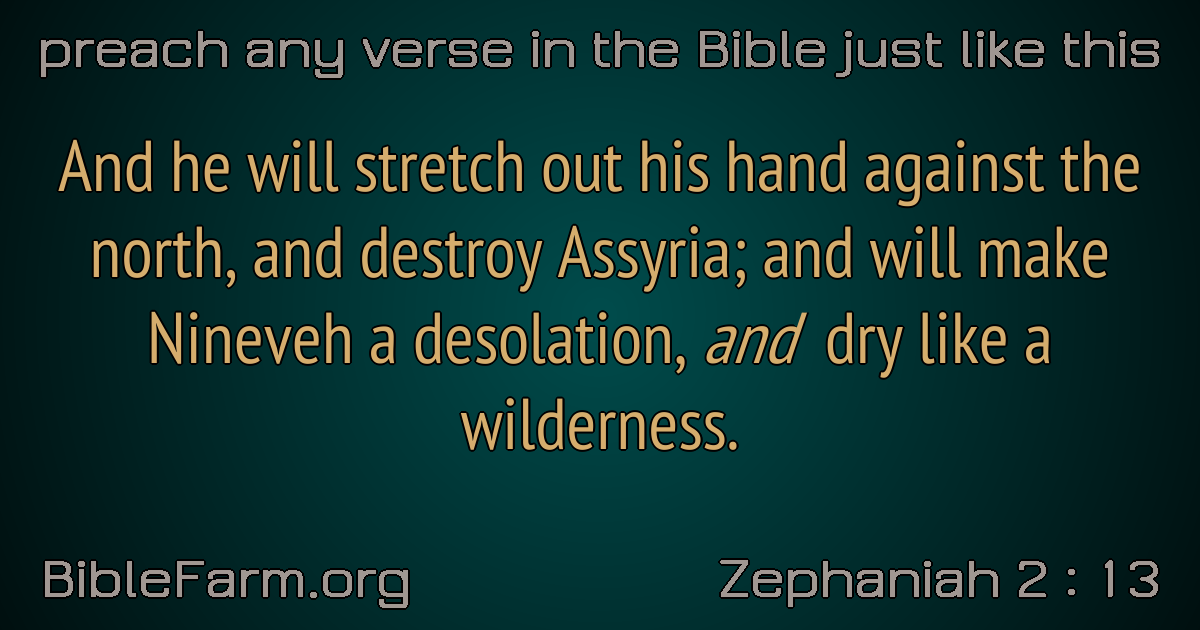 preach any verse in the Bible just like this
And he will stretch out his hand against the
north, and destroy Assyria; and will make
Nineveh a desolation, and dry like a
wilderness.
BibleFarm.org
Zephaniah 2 : 13